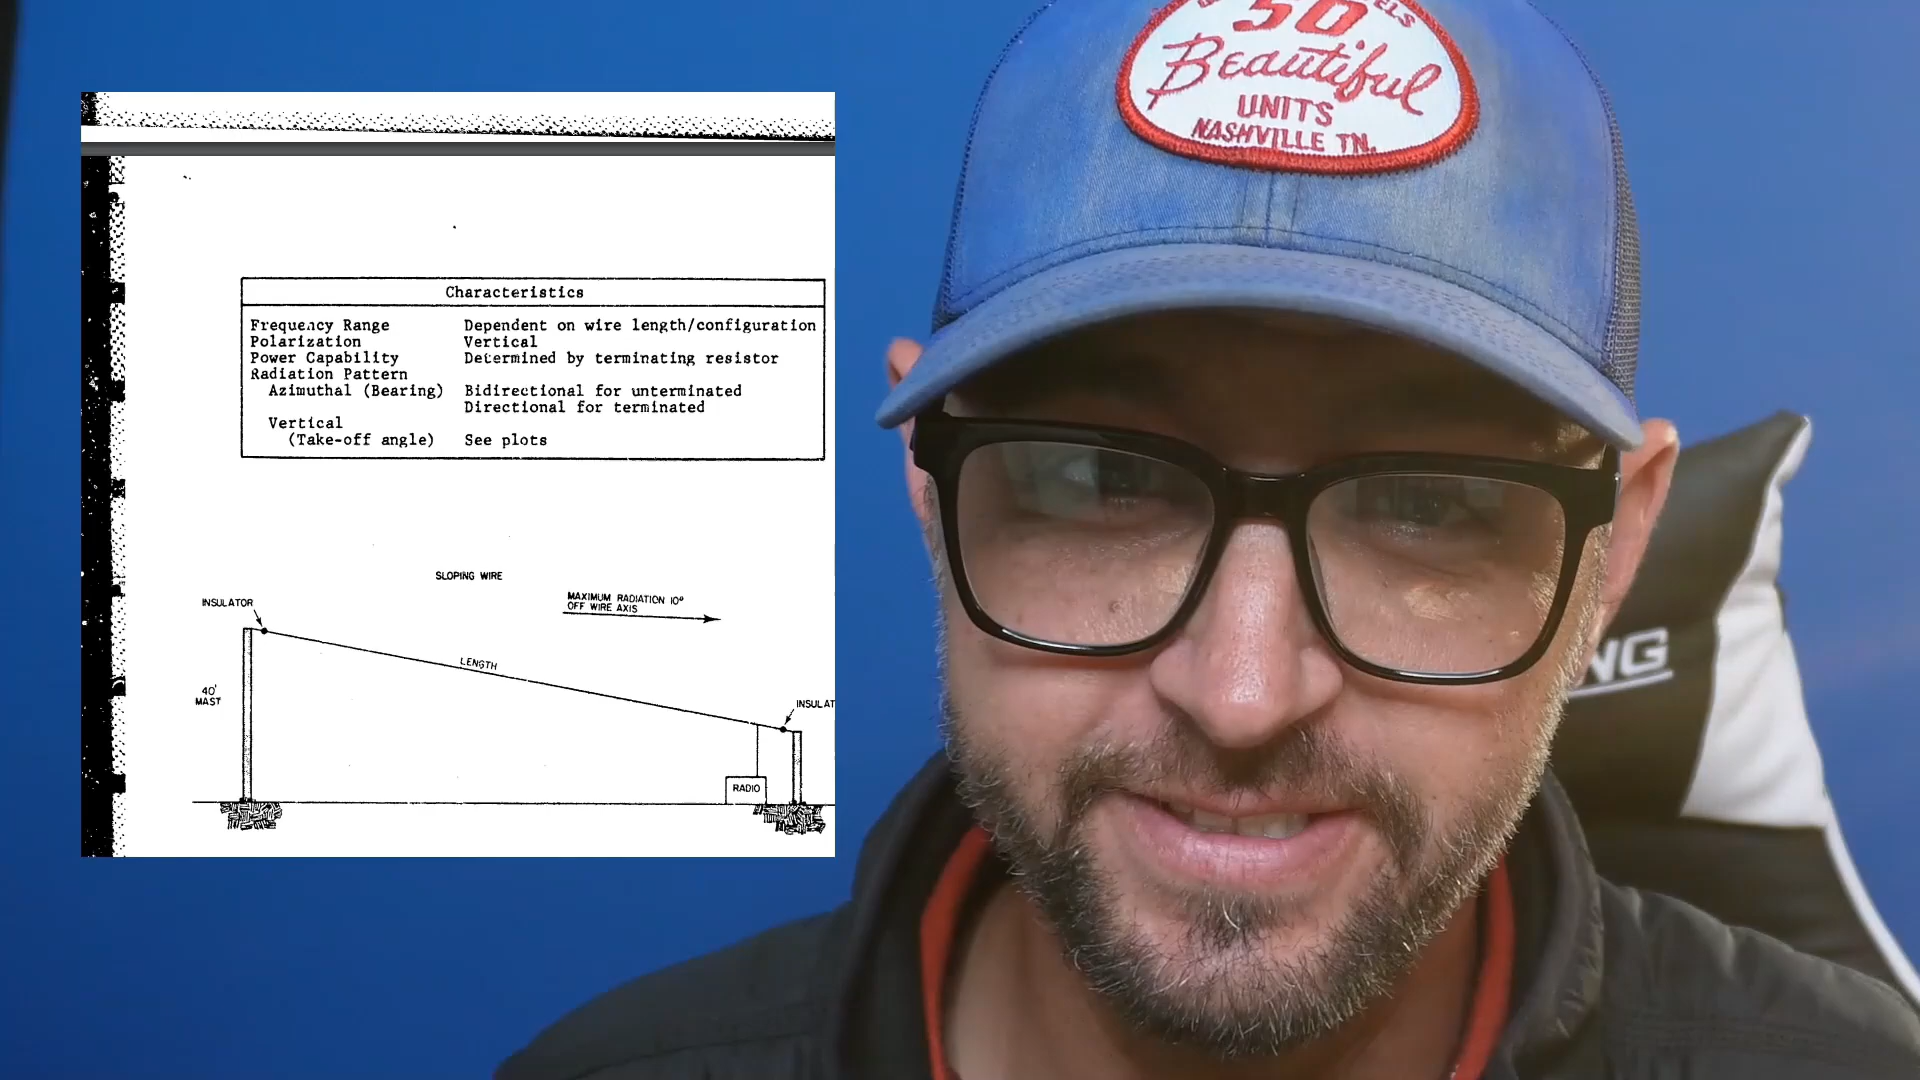 Characteristics
Frequency Range Dependent on wire length/configuration
Polarization Vertical
Power Capability Determined by terminating resistor
Radiation Pattern
Azimuthal (Bearing) Bidirectional for unterminated
Directional for terminated
Vertical
(Take-off angle) See plots
SLOPING WIRE
INSULATOR
MAXIMUM RADIATION 10°
OFF WIRE AXIS
LENGTH
40'
MAST
INSULAT
RADIO
50
Beautiful
UNITS
NASHVILLE TN.
NG